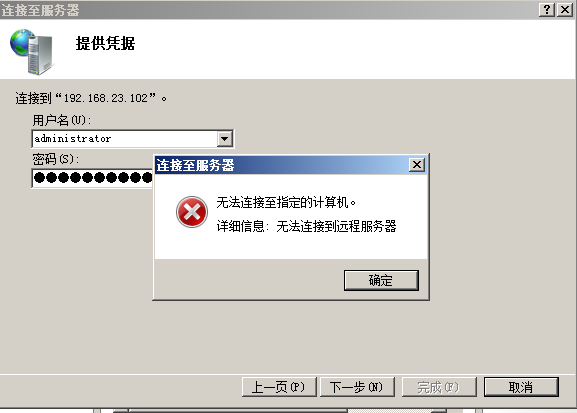 连接至服务器
提供凭据
连接到“192.168.23.102”。
用户名(U):
administrator
密码(S):
连接至服务器
无法连接至指定的计算机。
详细信息: 无法连接到远程服务器
确定
上一页(P) 下一步(N) 完成(F) 取消